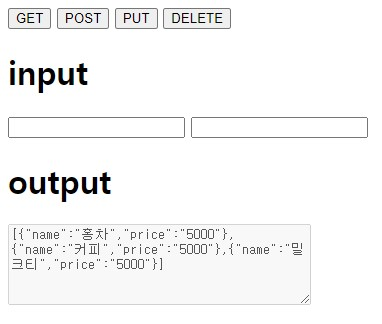 GET POST PUT DELETE
input
output
[{"name":"홍차","price":"5000"},
{"name":"커피","price":"5000"},{"name":"밀
크티","price":"5000"}]